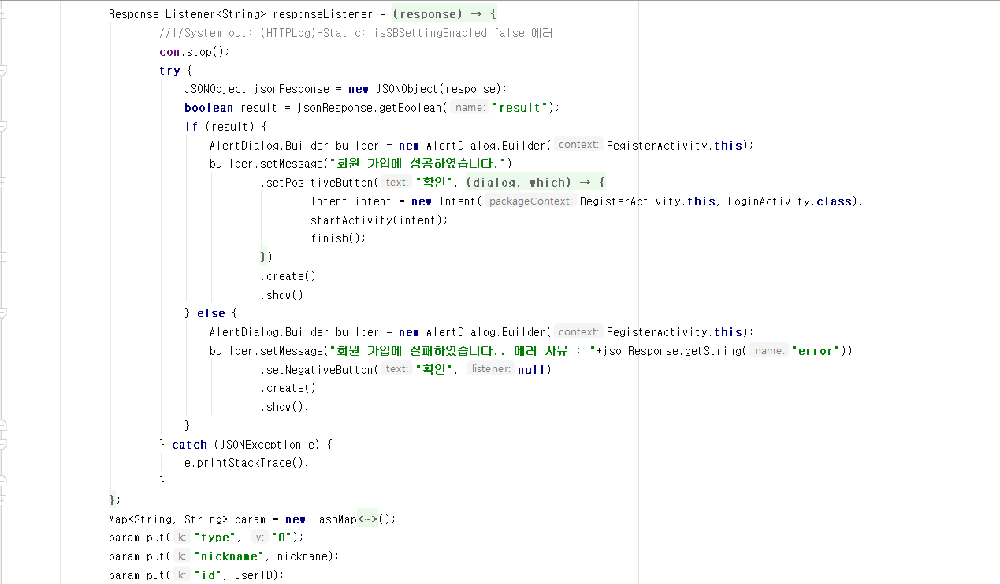 Response.Listener<String> responseListener = (response) → {
//I/System.out: (HTTPLog)-Static: isSBSettingEnabled false 에러
con.stop();
try {
JSONObject jsonResponse = new JSONObject(response);
boolean result = jsonResponse.getBoolean( name: "result");
if (result) {
AlertDialog.Builder builder = new AlertDialog.Builder( context: RegisterActivity.this);
builder.setMessage("회원 가입에 성공하였습니다.")
.setPositiveButton( text: "확인", (dialog, which) → {
Intent intent = new Intent( packageContext: RegisterActivity.this, LoginActivity.class);
startActivity(intent);
finish();
})
.create()
.show();
} else {
AlertDialog.Builder builder = new AlertDialog.Builder( context: RegisterActivity.this);
builder.setMessage("회원 가입에 실패하였습니다.. 에러 사유 : "+jsonResponse.getString( name: "error"))
.setNegativeButton( text: "확인", listener: null)
.create()
.show();
}
} catch (JSONException e) {
e.printStackTrace();
}
};
Map<String, String> param = new HashMap<~>();
param.put( k: "type", v: "0");
param.put( k: "nickname", nickname);
param.put( k: "id", userID);